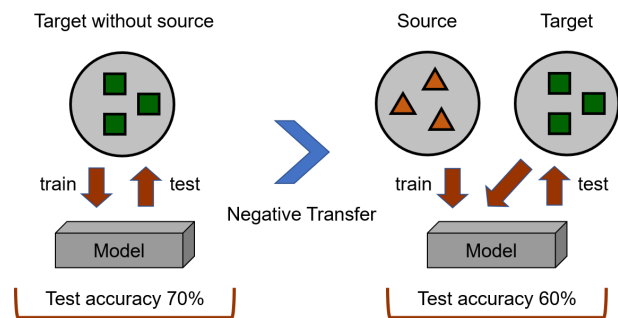 Target without source
train
test
Model
Test accuracy 70%
Negative Transfer
Source
Target
train
test
Model
Test accuracy 60%